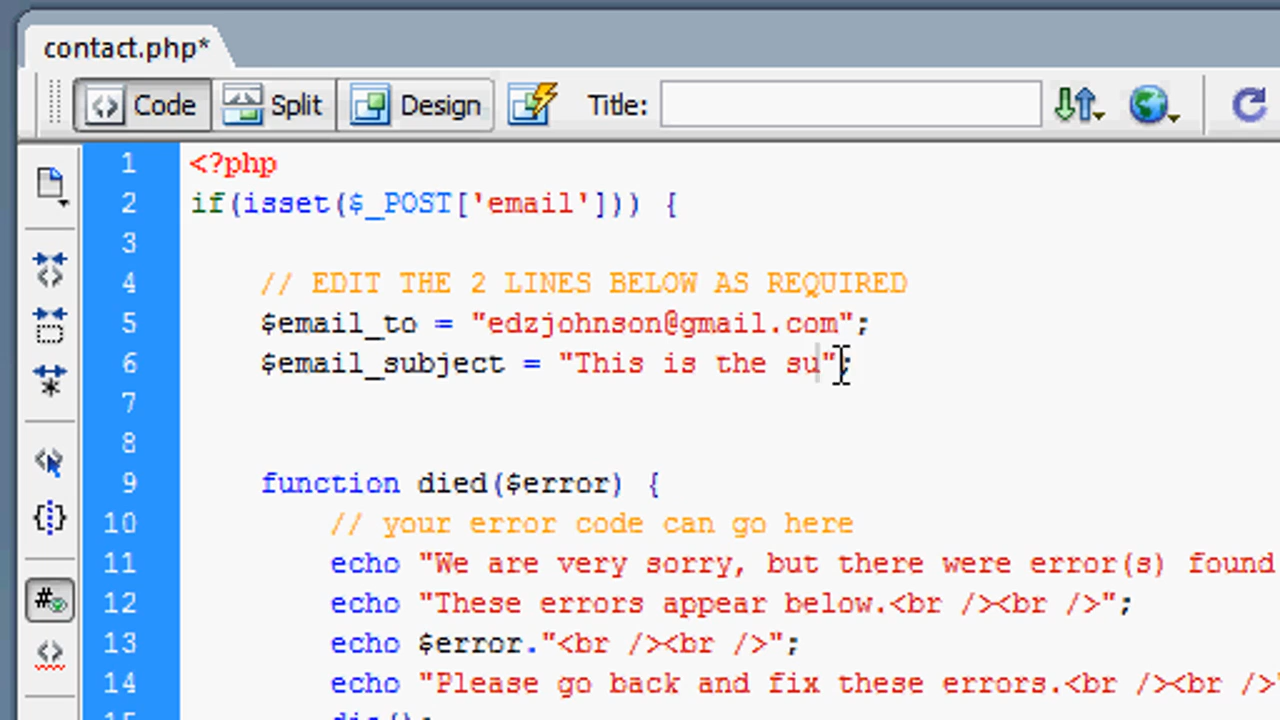 contact.php*
Code Split Design Title:
1 <?php
2 if(isset($_POST['email'])) {
3
4 // EDIT THE 2 LINES BELOW AS REQUIRED
5 $email_to = "edzjohnson@gmail.com";
6 $email_subject = "This is the su";
7
8
9 function died($error) {
10 // your error code can go here
11 echo "We are very sorry, but there were error(s) found
12 echo "These errors appear below.<br /><br />";
13 echo $error."<br /><br />";
14 echo "Please go back and fix these errors.<br /><br />"
15 die();